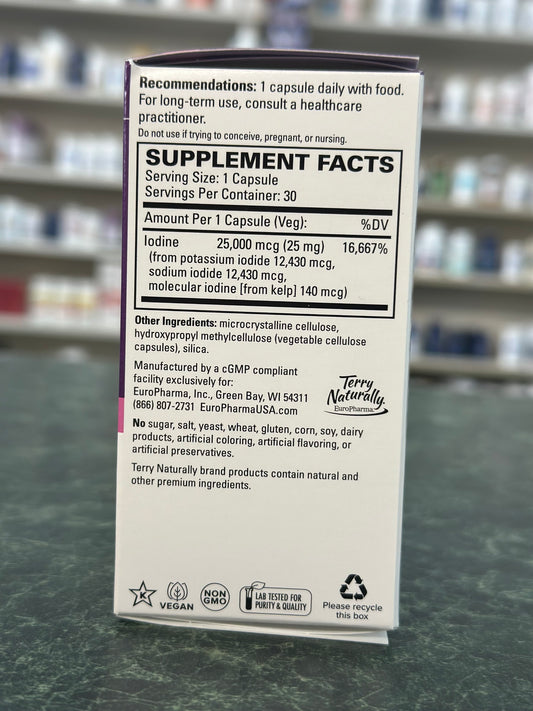 Recommendations: 1 capsule daily with food.
For long-term use, consult a healthcare
practitioner.
Do not use if trying to conceive, pregnant, or nursing.
SUPPLEMENT FACTS
Serving Size: 1 Capsule
Servings Per Container: 30
Amount Per 1 Capsule (Veg): %DV
Iodine 25,000 mcg (25 mg) 16,667%
(from potassium iodide 12,430 mcg,
sodium iodide 12,430 mcg,
molecular iodine [from kelp] 140 mcg)
Other Ingredients: microcrystalline cellulose,
hydroxypropyl methylcellulose (vegetable cellulose
capsules), silica.
Manufactured by a cGMP compliant
facility exclusively for:
EuroPharma, Inc., Green Bay, WI 54311
(866) 807-2731 EuroPharmaUSA.com
Terry
Naturally.
EuroPharma
No sugar, salt, yeast, wheat, gluten, corn, soy, dairy
products, artificial coloring, artificial flavoring, or
artificial preservatives.
Terry Naturally brand products contain natural and
other premium ingredients.
K
VEGAN
NON
GMO
LAB TESTED FOR
PURITY & QUALITY
Please recycle
this box